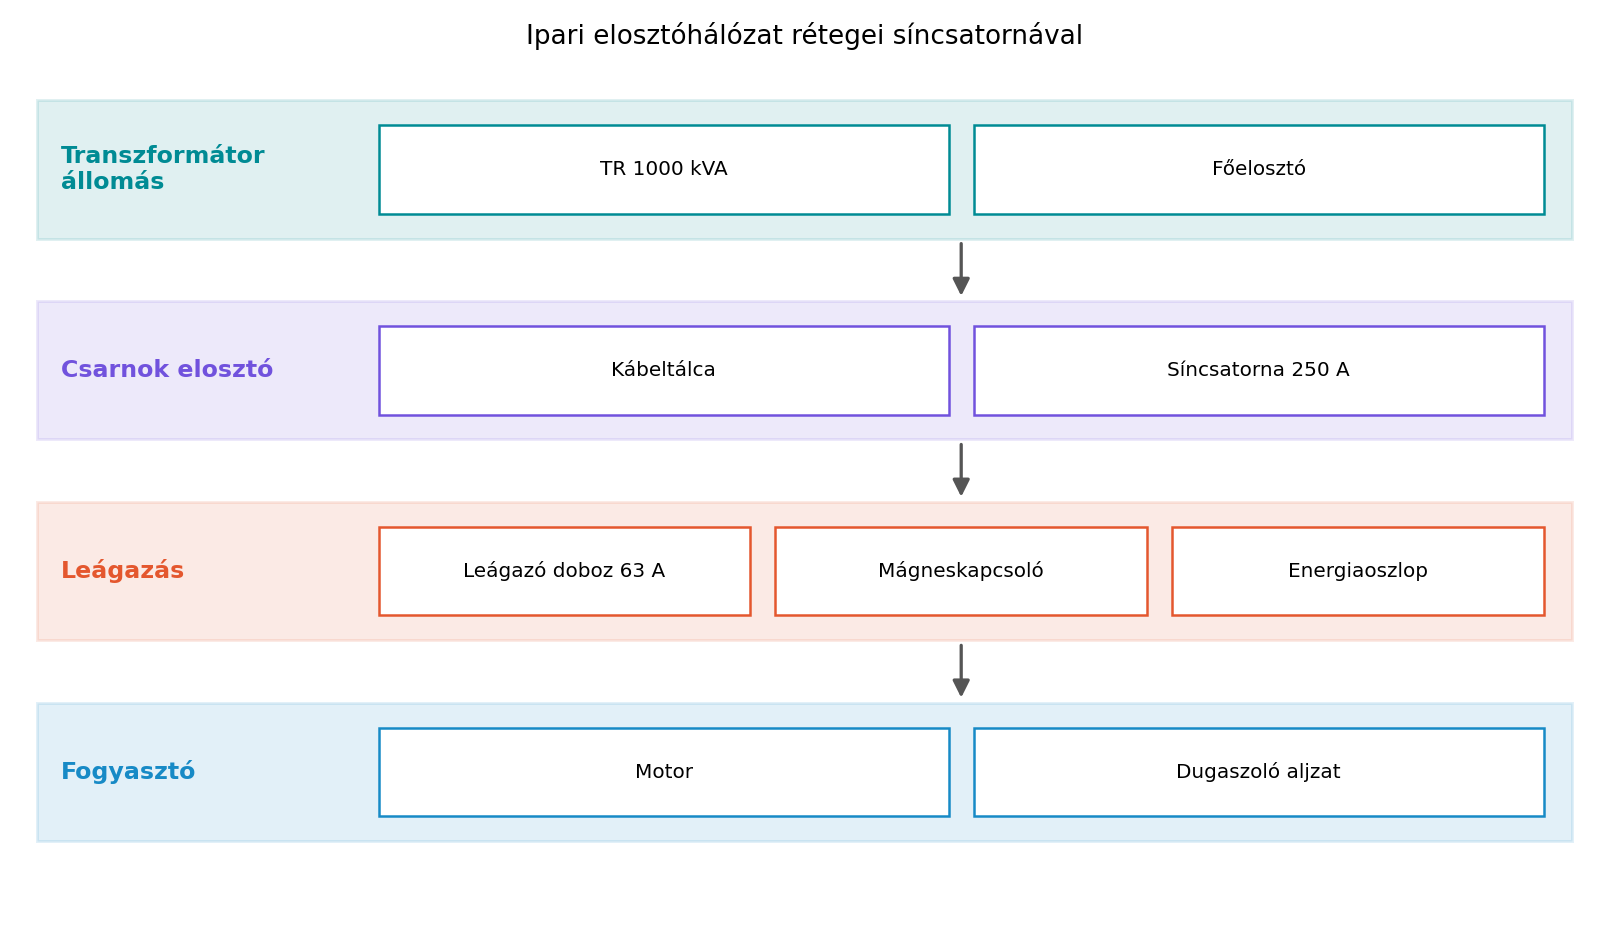 Ipari elosztóhálózat rétegei síncsatornával
Transzformátor
állomás
TR 1000 kVA
Főelosztó
Csarnok elosztó
Kábeltálca
Síncsatorna 250 A
Leágazás
Leágazó doboz 63 A
Mágneskapcsoló
Energiaoszlop
Fogyasztó
Motor
Dugaszoló aljzat